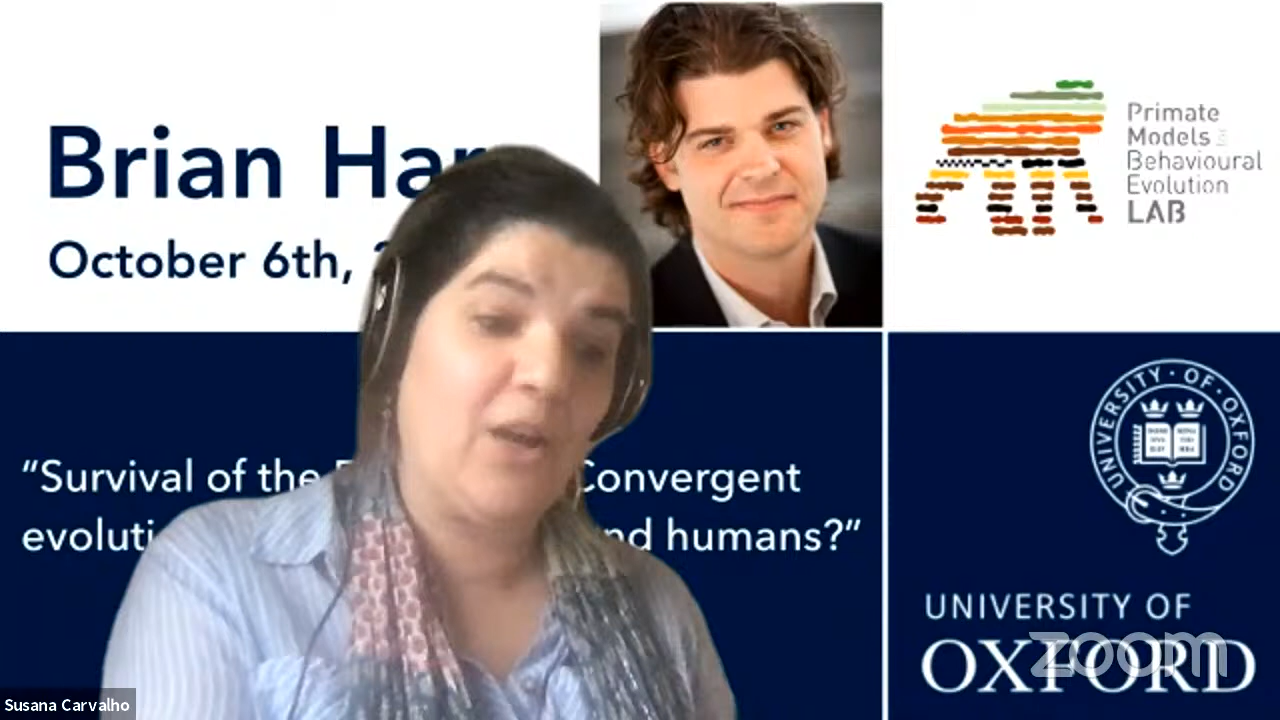 Brian Har
October 6th,
Primate
Models for
Behavioural
Evolution
LAB
“Survival of the
Convergent
evoluti
nd humans?”
UNIVERSITY · OF · OXFORD
UNIVERSITY OF
OXFORD
zoom
Susana Carvalho